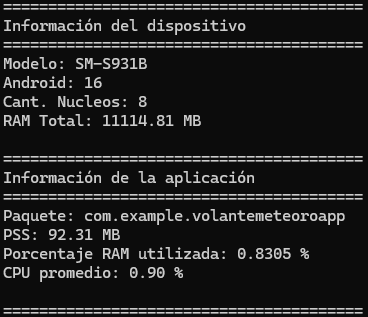 ========================================
Información del dispositivo
========================================
Modelo: SM-S931B
Android: 16
Cant. Nucleos: 8
RAM Total: 11114.81 MB
========================================
Información de la aplicación
========================================
Paquete: com.example.volantemeteoroapp
PSS: 92.31 MB
Porcentaje RAM utilizada: 0.8305 %
CPU promedio: 0.90 %
========================================